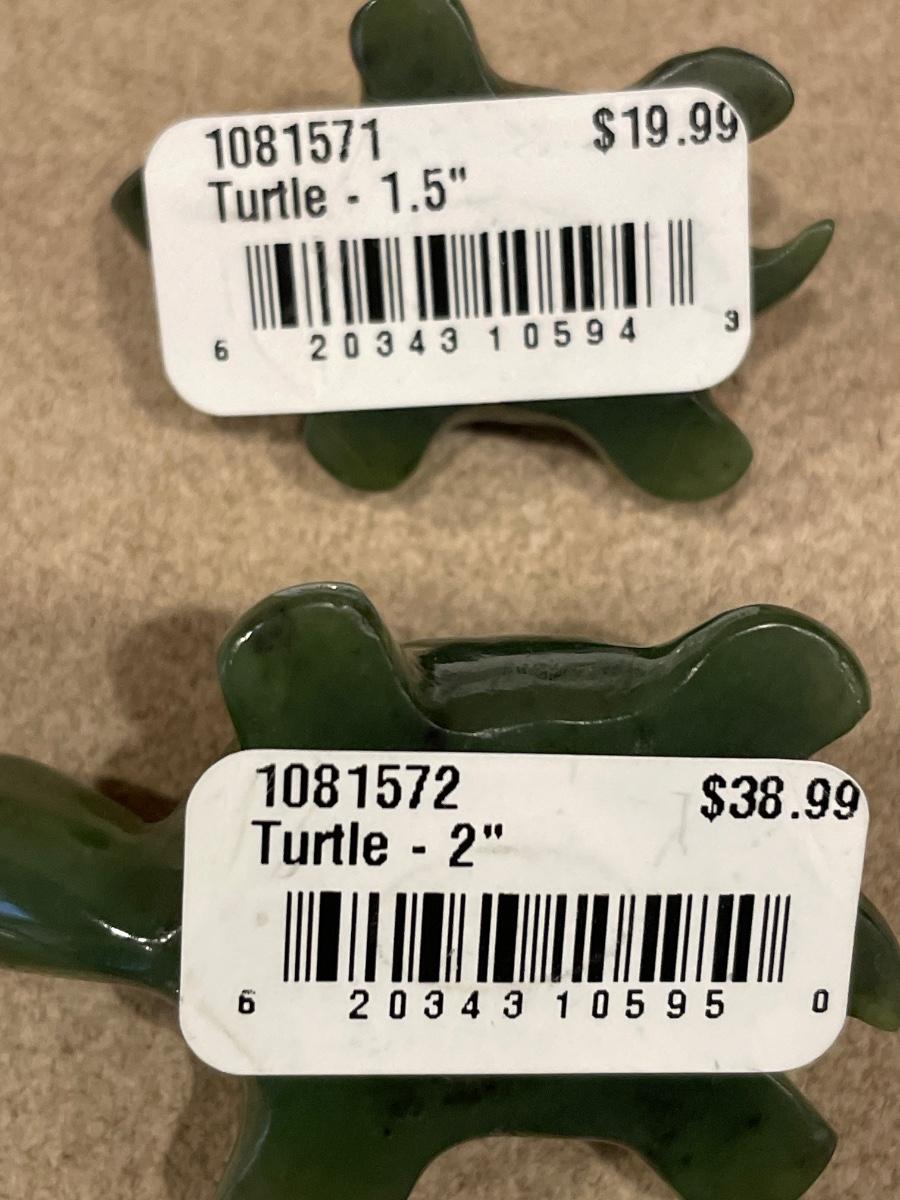 1081571 $19.99
Turtle - 1.5"
6 20343 10594 3
1081572 $38.99
Turtle - 2"
6 20343 10595 0